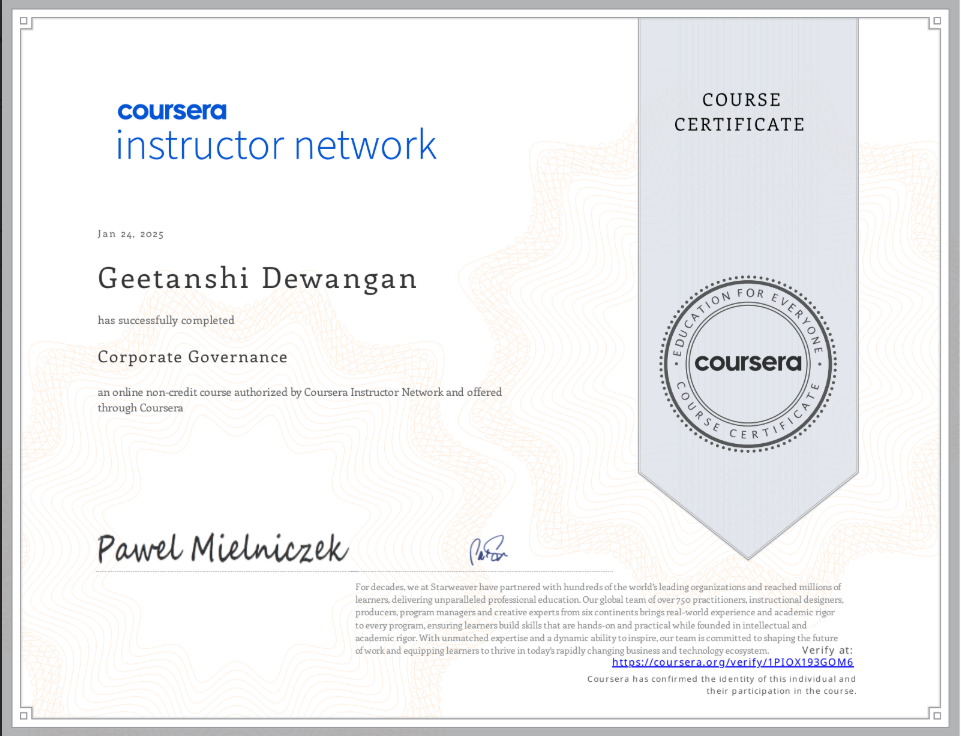 coursera
instructor network
COURSE
CERTIFICATE
Jan 24, 2025
Geetanshi Dewangan
has successfully completed
Corporate Governance
an online non-credit course authorized by Coursera Instructor Network and offered
through Coursera
EDUCATION FOR EVERYONE
coursera
COURSE CERTIFICATE
Pawel Mielniczek
For decades, we at Starweaver have partnered with hundreds of the world's leading organizations and reached millions of
learners, delivering unparalleled professional education. Our global team of over 750 practitioners, instructional designers,
producers, program managers and creative experts from six continents brings real-world experience and academic rigor
to every program, ensuring learners build skills that are hands-on and practical while founded in intellectual and
academic rigor. With unmatched expertise and a dynamic ability to inspire, our team is committed to shaping the future
of work and equipping learners to thrive in today's rapidly changing business and technology ecosystem.
Verify at:
https://coursera.org/verify/1PIOX193GOM6
Coursera has confirmed the identity of this individual and
their participation in the course.